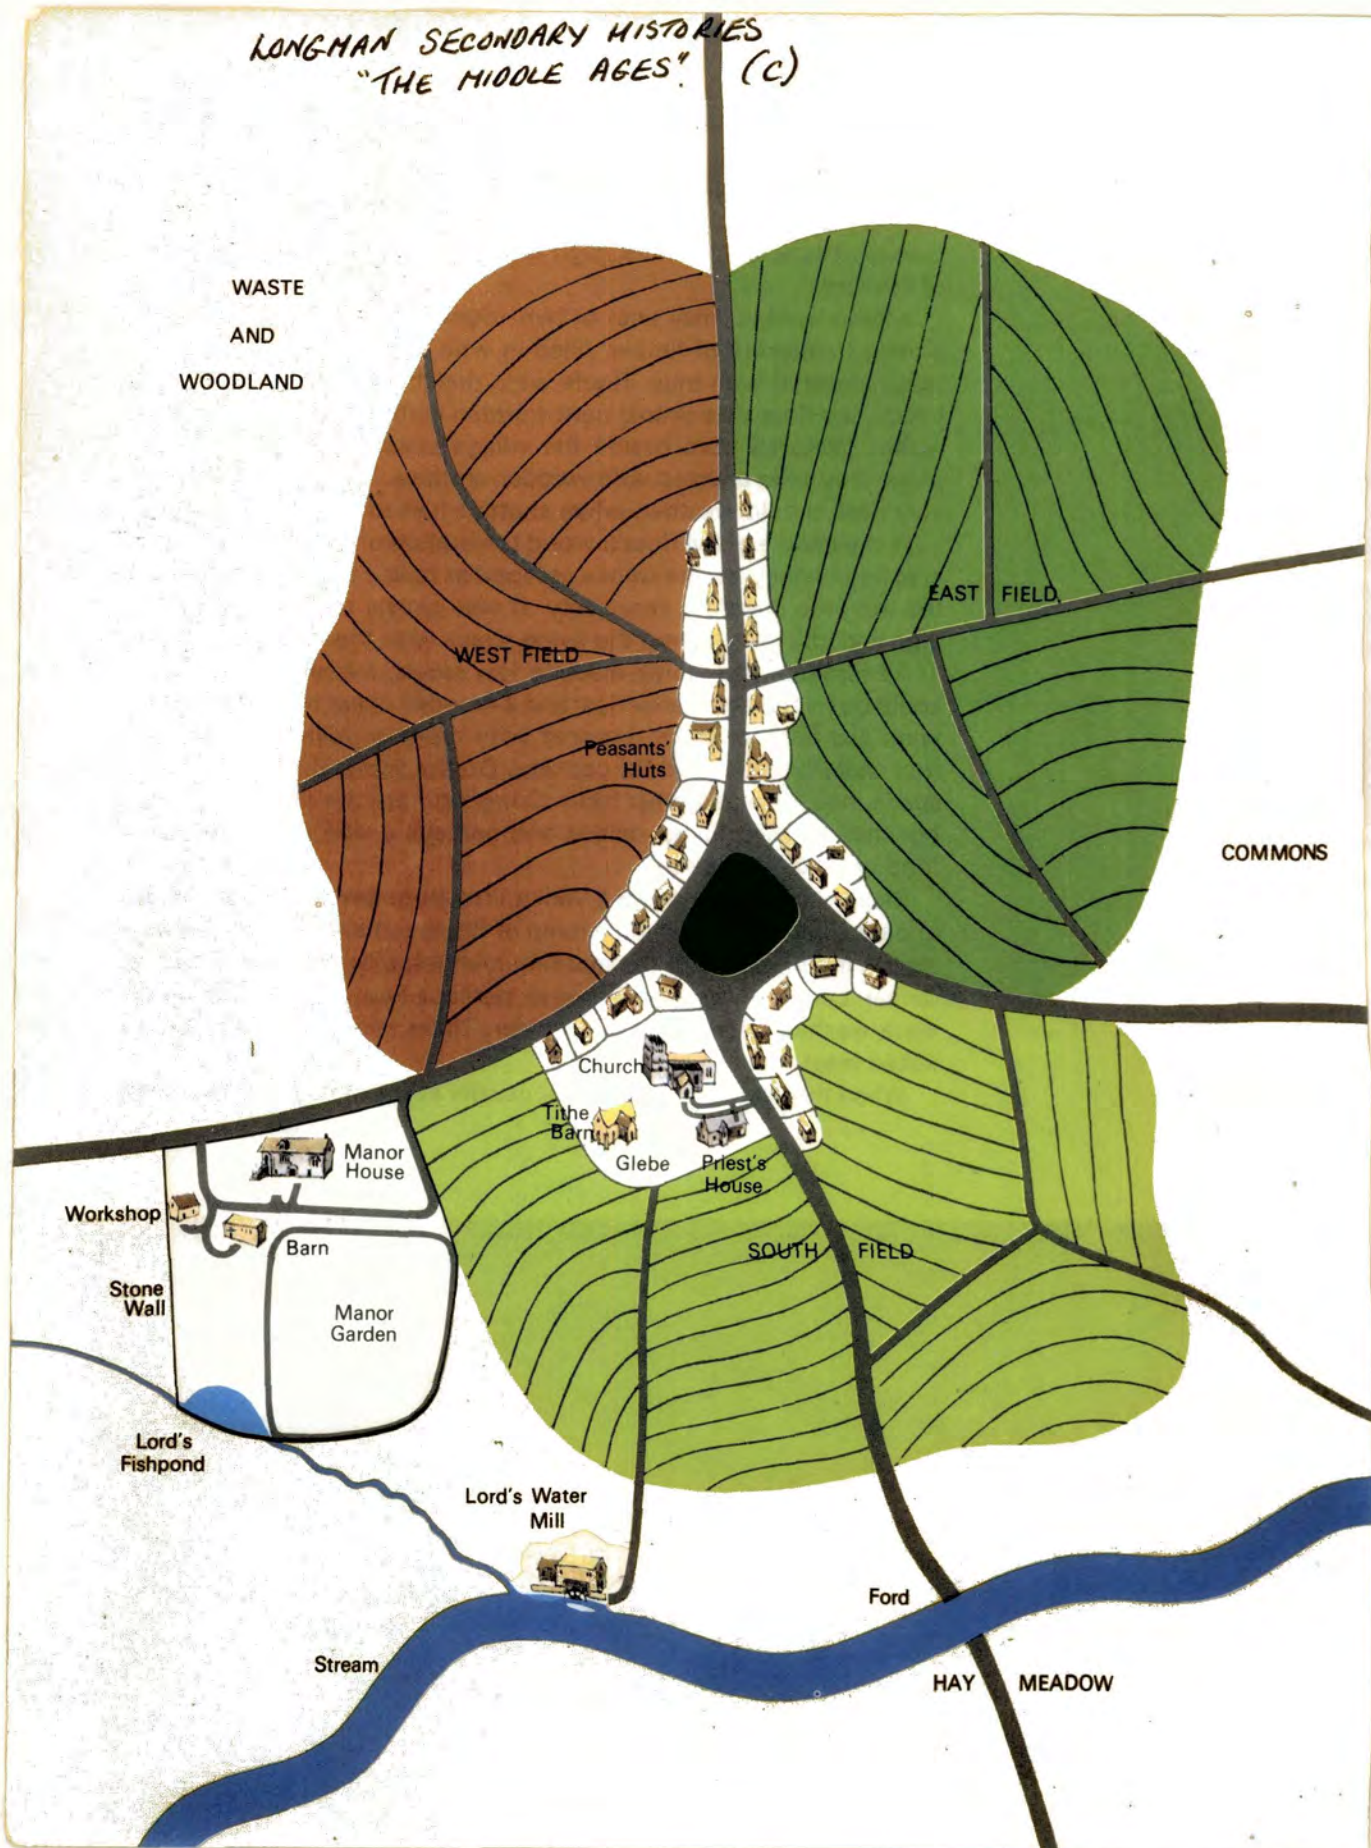 LONGMAN SECONDARY HISTORIES
"THE MIDDLE AGES". (C)
WASTE
AND
WOODLAND
EAST FIELD
WEST FIELD
Peasants'
Huts
COMMONS
Church
Tithe
Barn
Glebe
Priest's
House
Manor
House
Workshop
Barn
Stone
Wall
Manor
Garden
SOUTH FIELD
Lord's
Fishpond
Lord's Water
Mill
Ford
Stream
HAY MEADOW